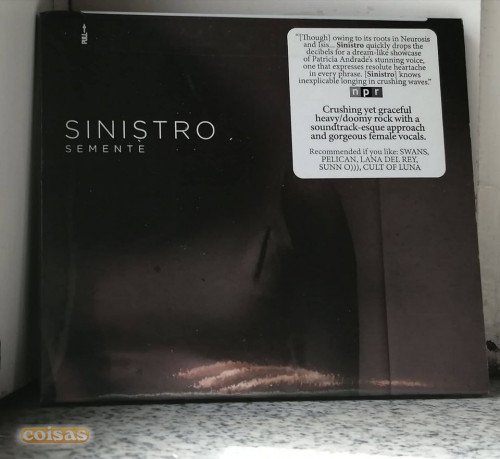 PULL
"[Though] owing to its roots in Neurosis
and Isis... Sinistro quickly drops the
decibels for a dream-like showcase
of Patricia Andrade's stunning voice,
one that expresses resolute heartache
in every phrase. [Sinistro] knows
inexplicable longing in crushing waves."
npr
Crushing yet graceful
heavy/doomy rock with a
soundtrack-esque approach
and gorgeous female vocals.
Recommended if you like: SWANS,
PELICAN, LANA DEL REY,
SUNN O))), CULT OF LUNA
SINISTRO
SEMENTE
coisas